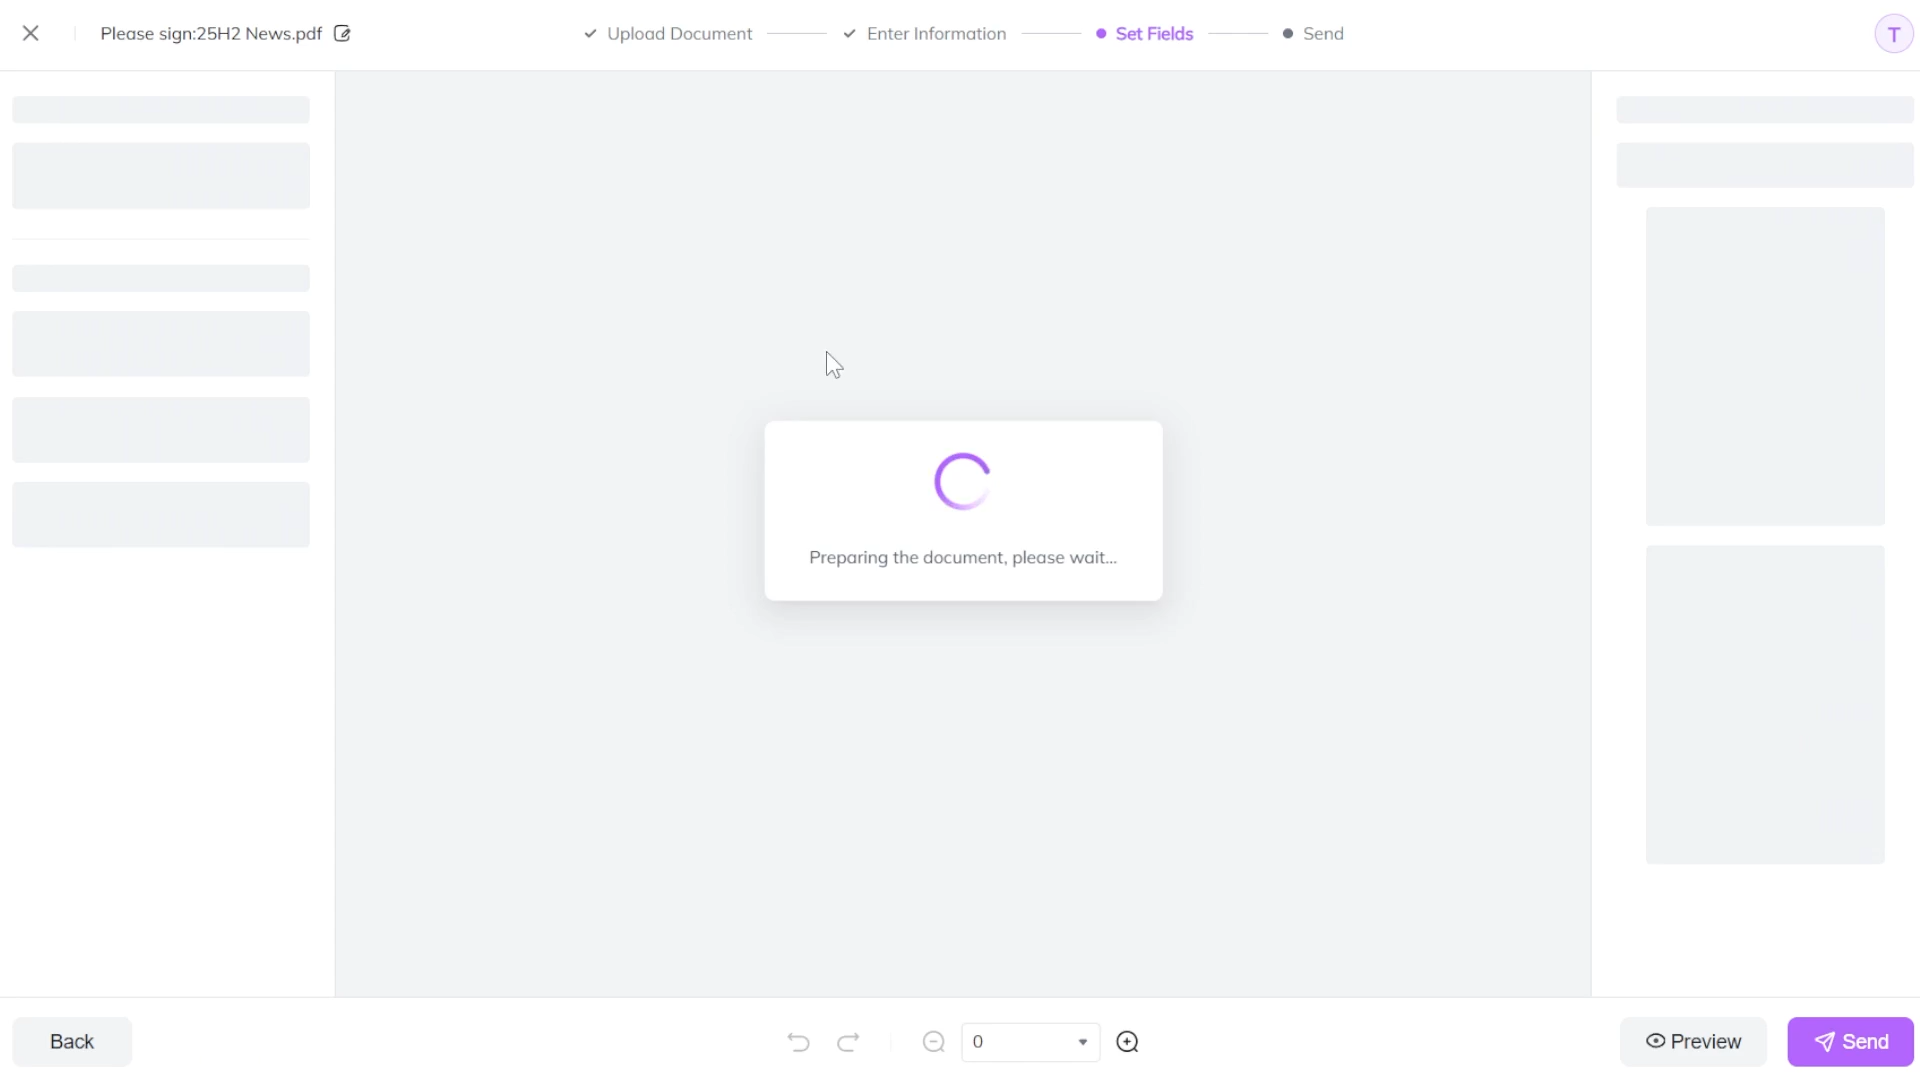 Please sign:25H2 News.pdf
Upload Document
Enter Information
Set Fields
Send
T
Preparing the document, please wait...
Back
0
Preview
Send